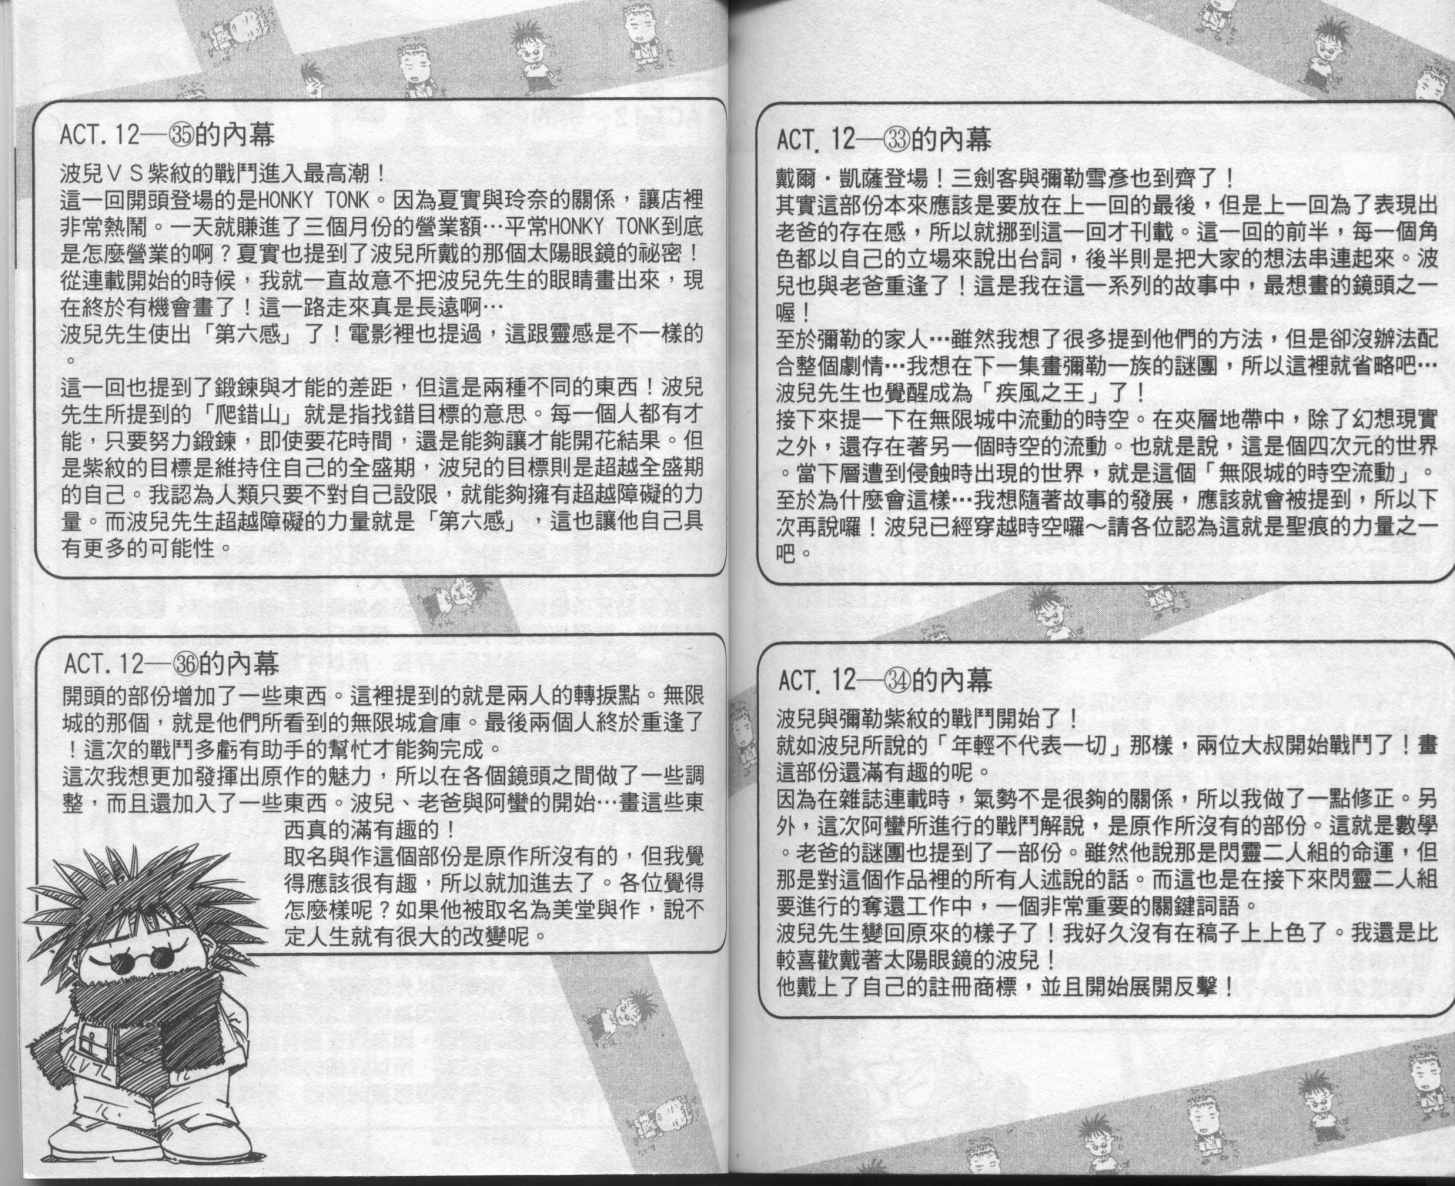 ACT. 12—㉝的內幕
戴爾・凱薩登場！三劍客與彌勒雪彥也到齊了！
其實這部份本來應該是要放在上一回的最後，但是上一回為了表現出
老爸的存在感，所以就挪到這一回才刊載。這一回的前半，每一個角
色都以自己的立場來說出台詞，後半則是把大家的想法串連起來。波
兒也與老爸重逢了！這是我在這一系列的故事中，最想畫的鏡頭之一
喔！
至於彌勒的家人…雖然我想了很多提到他們的方法，但是卻沒辦法配
合整個劇情…我想在下一集畫彌勒一族的謎團，所以這裡就省略吧…
波兒先生也覺醒成為「疾風之王」了！
接下來提一下在無限城中流動的時空。在夾層地帶中，除了幻想現實
之外，還存在著另一個時空的流動。也就是說，這是個四次元的世界
。當下層遭到侵蝕時出現的世界，就是這個「無限城的時空流動」。
至於為什麼會這樣…我想隨著故事的發展，應該就會被提到，所以下
次再說囉！波兒已經穿越時空囉～請各位認為這就是聖痕的力量之一
吧。
ACT. 12—㉞的內幕
波兒與彌勒紫紋的戰鬥開始了！
就如波兒所說的「年輕不代表一切」那樣，兩位大叔開始戰鬥了！畫
這部份還滿有趣的呢。
因為在雜誌連載時，氣勢不是很夠的關係，所以我做了一點修正。另
外，這次阿蠻所進行的戰鬥解說，是原作所沒有的部份。這就是數學
。老爸的謎團也提到了一部份。雖然他說那是閃靈二人組的命運，但
那是對這個作品裡的所有人述說的話。而這也是在接下來閃靈二人組
要進行的奪還工作中，一個非常重要的關鍵詞語。
波兒先生變回原來的樣子了！我好久沒有在稿子上上色了。我還是比
較喜歡戴著太陽眼鏡的波兒！
他戴上了自己的註冊商標，並且開始展開反擊！
ACT. 12—㉟的內幕
波兒ＶＳ紫紋的戰鬥進入最高潮！
這一回開頭登場的是HONKY TONK。因為夏實與玲奈的關係，讓店裡
非常熱鬧。一天就賺進了三個月份的營業額…平常HONKY TONK到底
是怎麼營業的啊？夏實也提到了波兒所戴的那個太陽眼鏡的祕密！
從連載開始的時候，我就一直故意不把波兒先生的眼睛畫出來，現
在終於有機會畫了！這一路走來真是長遠啊…
波兒先生使出「第六感」了！電影裡也提過，這跟靈感是不一樣的
。
這一回也提到了鍛鍊與才能的差距，但這是兩種不同的東西！波兒
先生所提到的「爬錯山」就是指找錯目標的意思。每一個人都有才
能，只要努力鍛鍊，即使要花時間，還是能夠讓才能開花結果。但
是紫紋的目標是維持住自己的全盛期，波兒的目標則是超越全盛期
的自己。我認為人類只要不對自己設限，就能夠擁有超越障礙的力
量。而波兒先生超越障礙的力量就是「第六感」，這也讓他自己具
有更多的可能性。
ACT. 12—㊱的內幕
開頭的部份增加了一些東西。這裡提到的就是兩人的轉捩點。無限
城的那個，就是他們所看到的無限城倉庫。最後兩個人終於重逢了
！這次的戰鬥多虧有助手的幫忙才能夠完成。
這次我想更加發揮出原作的魅力，所以在各個鏡頭之間做了一些調
整，而且還加入了一些東西。波兒、老爸與阿蠻的開始…畫這些東
西真的滿有趣的！
取名與作這個部份是原作所沒有的，但我覺
得應該很有趣，所以就加進去了。各位覺得
怎麼樣呢？如果他被取名為美堂與作，說不
定人生就有很大的改變呢。